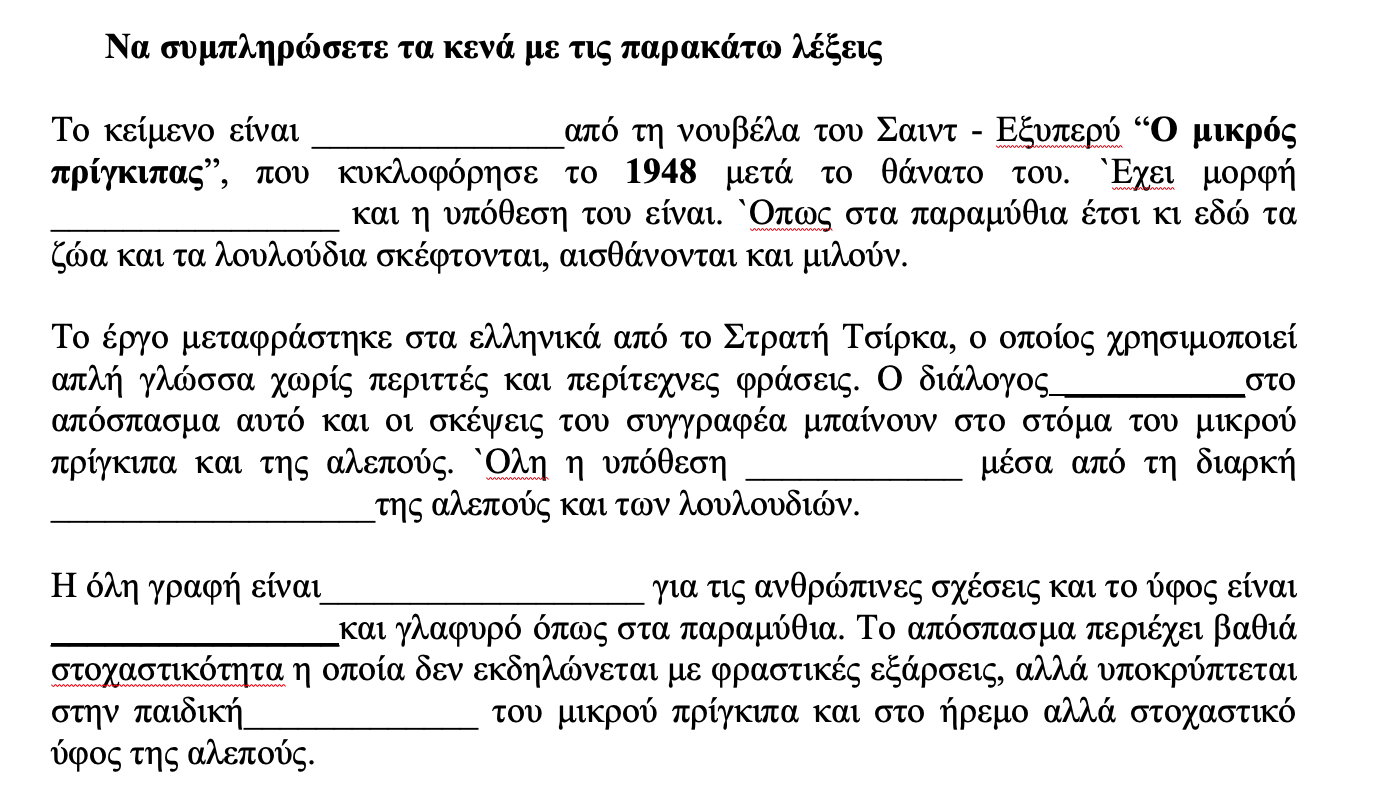 Να συμπληρώσετε τα κενά με τις παρακάτω λέξεις
Το κείμενο είναι ______________από τη νουβέλα του Σαιντ - Εξυπερύ “Ο μικρός
πρίγκιπας”, που κυκλοφόρησε το 1948 μετά το θάνατο του. `Εχει μορφή
________________ και η υπόθεση του είναι. `Οπως στα παραμύθια έτσι κι εδώ τα
ζώα και τα λουλούδια σκέφτονται, αισθάνονται και μιλούν.
Το έργο μεταφράστηκε στα ελληνικά από το Στρατή Τσίρκα, ο οποίος χρησιμοποιεί
απλή γλώσσα χωρίς περιττές και περίτεχνες φράσεις. Ο διάλογος___________στο
απόσπασμα αυτό και οι σκέψεις του συγγραφέα μπαίνουν στο στόμα του μικρού
πρίγκιπα και της αλεπούς. `Ολη η υπόθεση ____________ μέσα από τη διαρκή
__________________της αλεπούς και των λουλουδιών.
Η όλη γραφή είναι__________________ για τις ανθρώπινες σχέσεις και το ύφος είναι
________________και γλαφυρό όπως στα παραμύθια. Το απόσπασμα περιέχει βαθιά
στοχαστικότητα η οποία δεν εκδηλώνεται με φραστικές εξάρσεις, αλλά υποκρύπτεται
στην παιδική_____________ του μικρού πρίγκιπα και στο ήρεμο αλλά στοχαστικό
ύφος της αλεπούς.